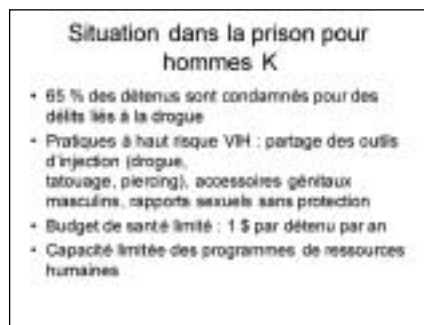 Situation dans la prison pour
hommes K
• 65 % des détenus sont condamnés pour des
délits liés à la drogue
• Pratiques à haut risque VIH : partage des outils
d'injection (drogue,
tatouage, piercing), accessoires génitaux
masculins, rapports sexuels sans protection
• Budget de santé limité : 1 $ par détenu par an
• Capacité limitée des programmes de ressources
humaines